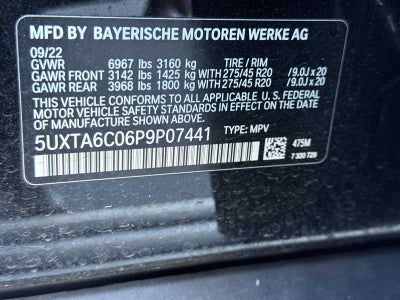 MFD BY BAYERISCHE MOTOREN WERKE AG
09/22
GVWR 6967 lbs 3160 kg TIRE / RIM
GAWR FRONT 3142 lbs 1425 kg WITH 275/45 R20 /9.0J x 20
GAWR REAR 3968 lbs 1800 kg WITH 275/45 R20 /9.0J x 20
THIS VEHICLE CONFORMS TO ALL APPLICABLE FEDERAL
MOTOR VEHICLE SAFETY STANDARDS IN EFFECT ON THE
DATE OF MANUFACTURE SHOWN ABOVE.
5UXTA6C06P9P07441 TYPE: MPV
475M
7 320 729